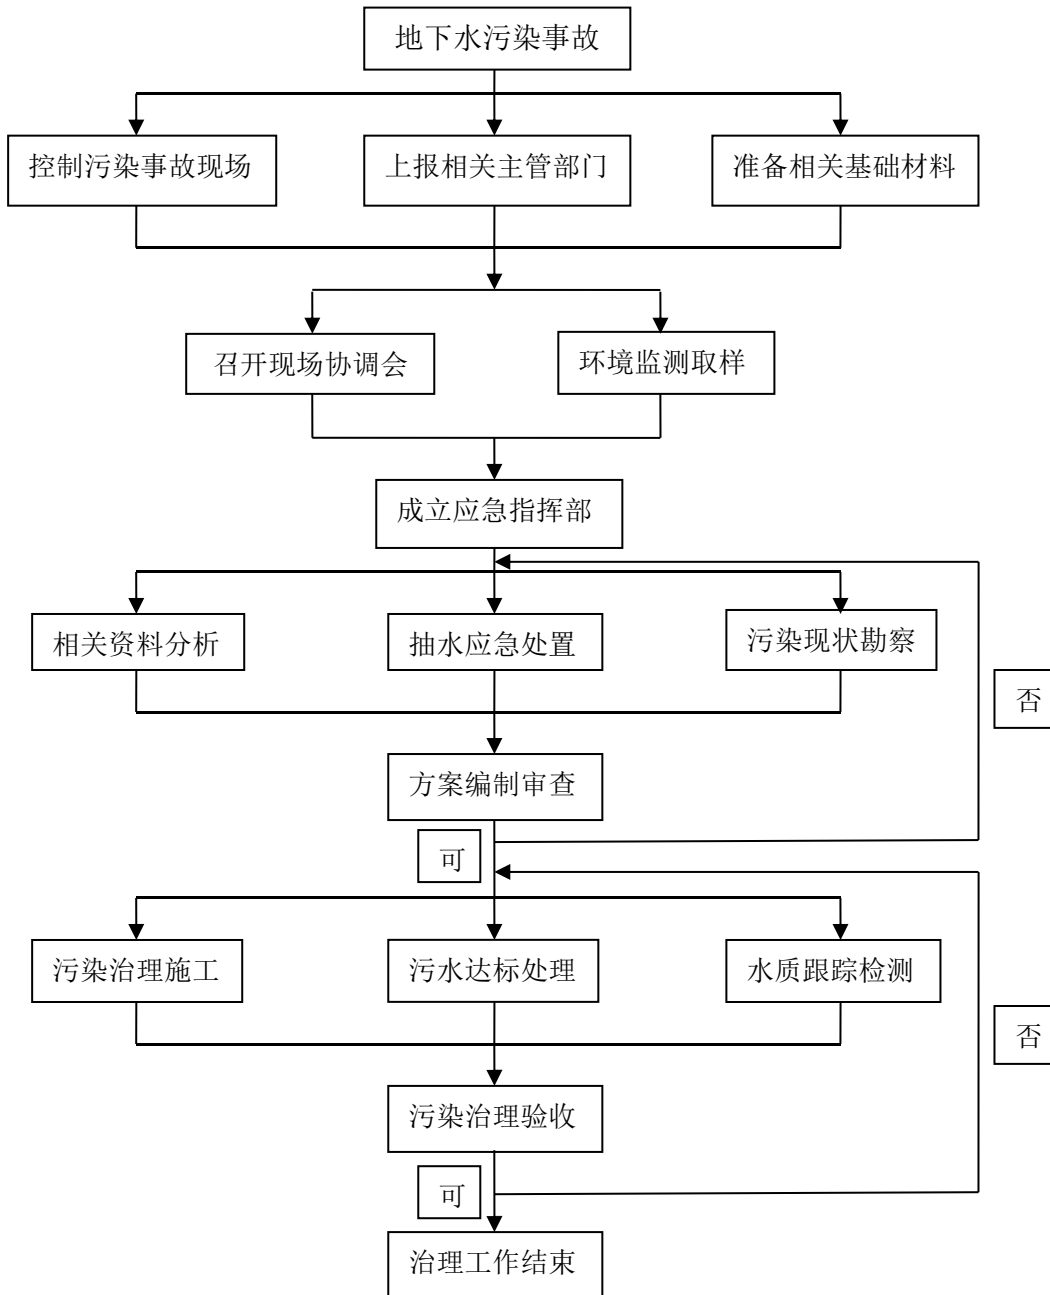 地下水污染事故
控制污染事故现场
上报相关主管部门
准备相关基础材料
召开现场协调会
环境监测取样
成立应急指挥部
相关资料分析
抽水应急处置
污染现状勘察
否
方案编制审查
可
污染治理施工
污水达标处理
水质跟踪检测
否
污染治理验收
可
治理工作结束